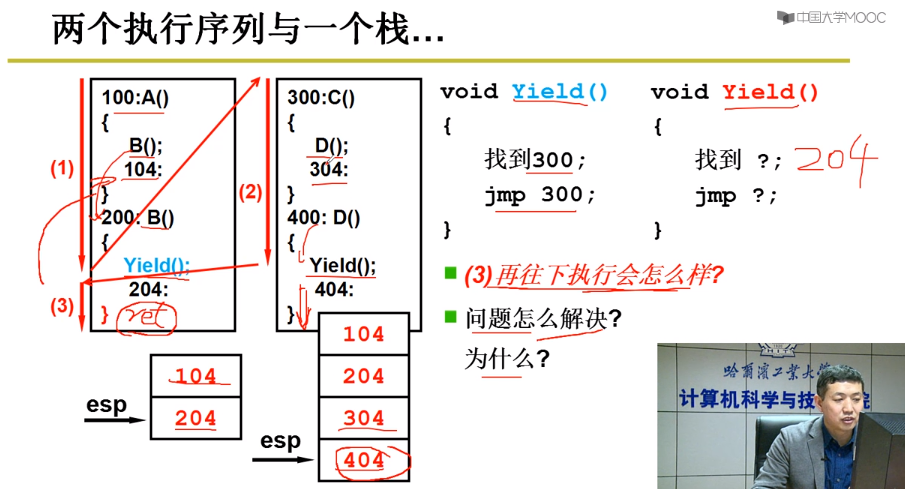 两个执行序列与一个栈...
中国大学MOOC
100:A()
{
B();
104:
}
200: B()
{
Yield();
204:
}
ret
(1)
(2)
(3)
300:C()
{
D();
304:
}
400: D()
{
Yield();
404:
}
esp
104
204
esp
104
204
304
404
void Yield()
{
找到300;
jmp 300;
}
void Yield()
{
找到 ?; 204
jmp ?;
}
(3)再往下执行会怎么样?
问题怎么解决?
为什么?
哈尔滨工业大学
计算机科学与技
院